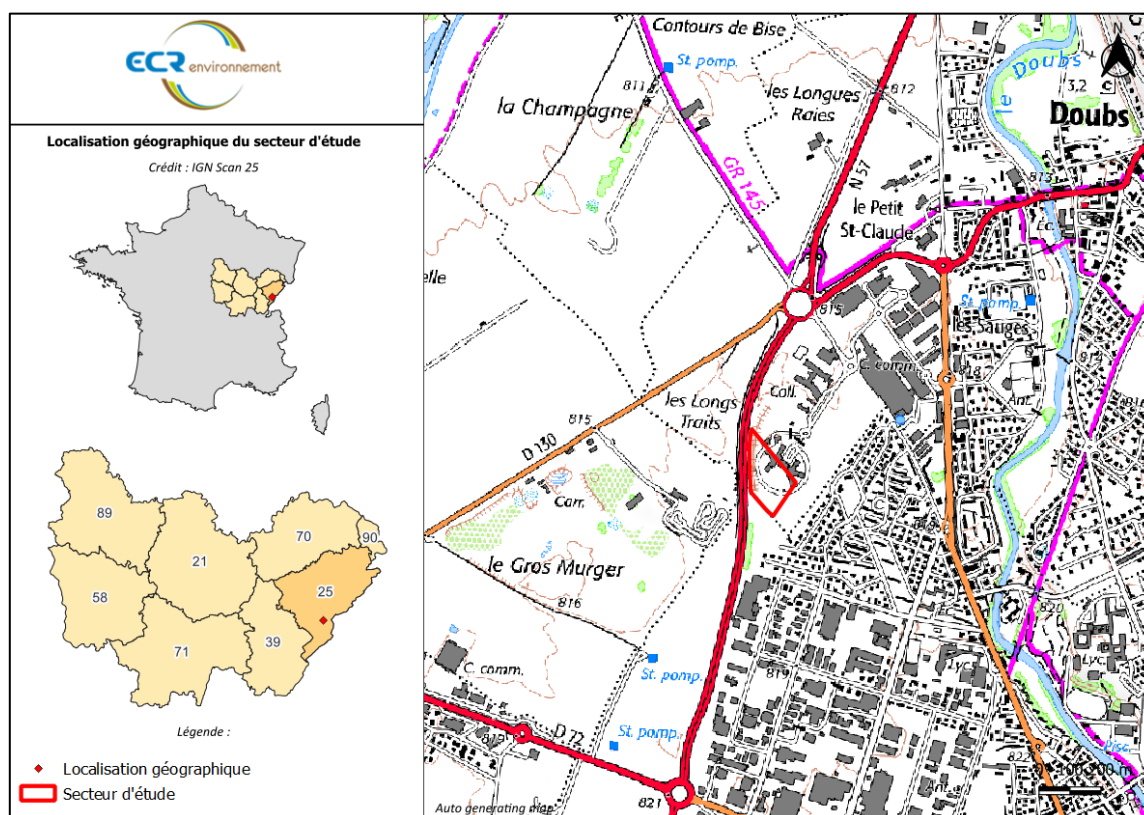 ECR environnement
Localisation géographique du secteur d'étude
Crédit : IGN Scan 25
89
21
70
90
58
25
71
39
Légende :
Localisation géographique
Secteur d'étude
Contours de Bise
St. pomp.
811
la Champagne
les Longues
Raies
812
le Doubs
3,2
Doubs
GR 145
N 57
le Petit
St-Claude
813
815
St. pomp.
les Sauges
818
C. comm.
Coll.
les Longs
Traits
815
D 130
Carr.
le Gros Murger
816
Ant.
C. comm.
St. pomp.
819
St. pomp.
D 72
821
820
Lyc.
Lyc.
Pisc.
822
Ant.
Auto generating map